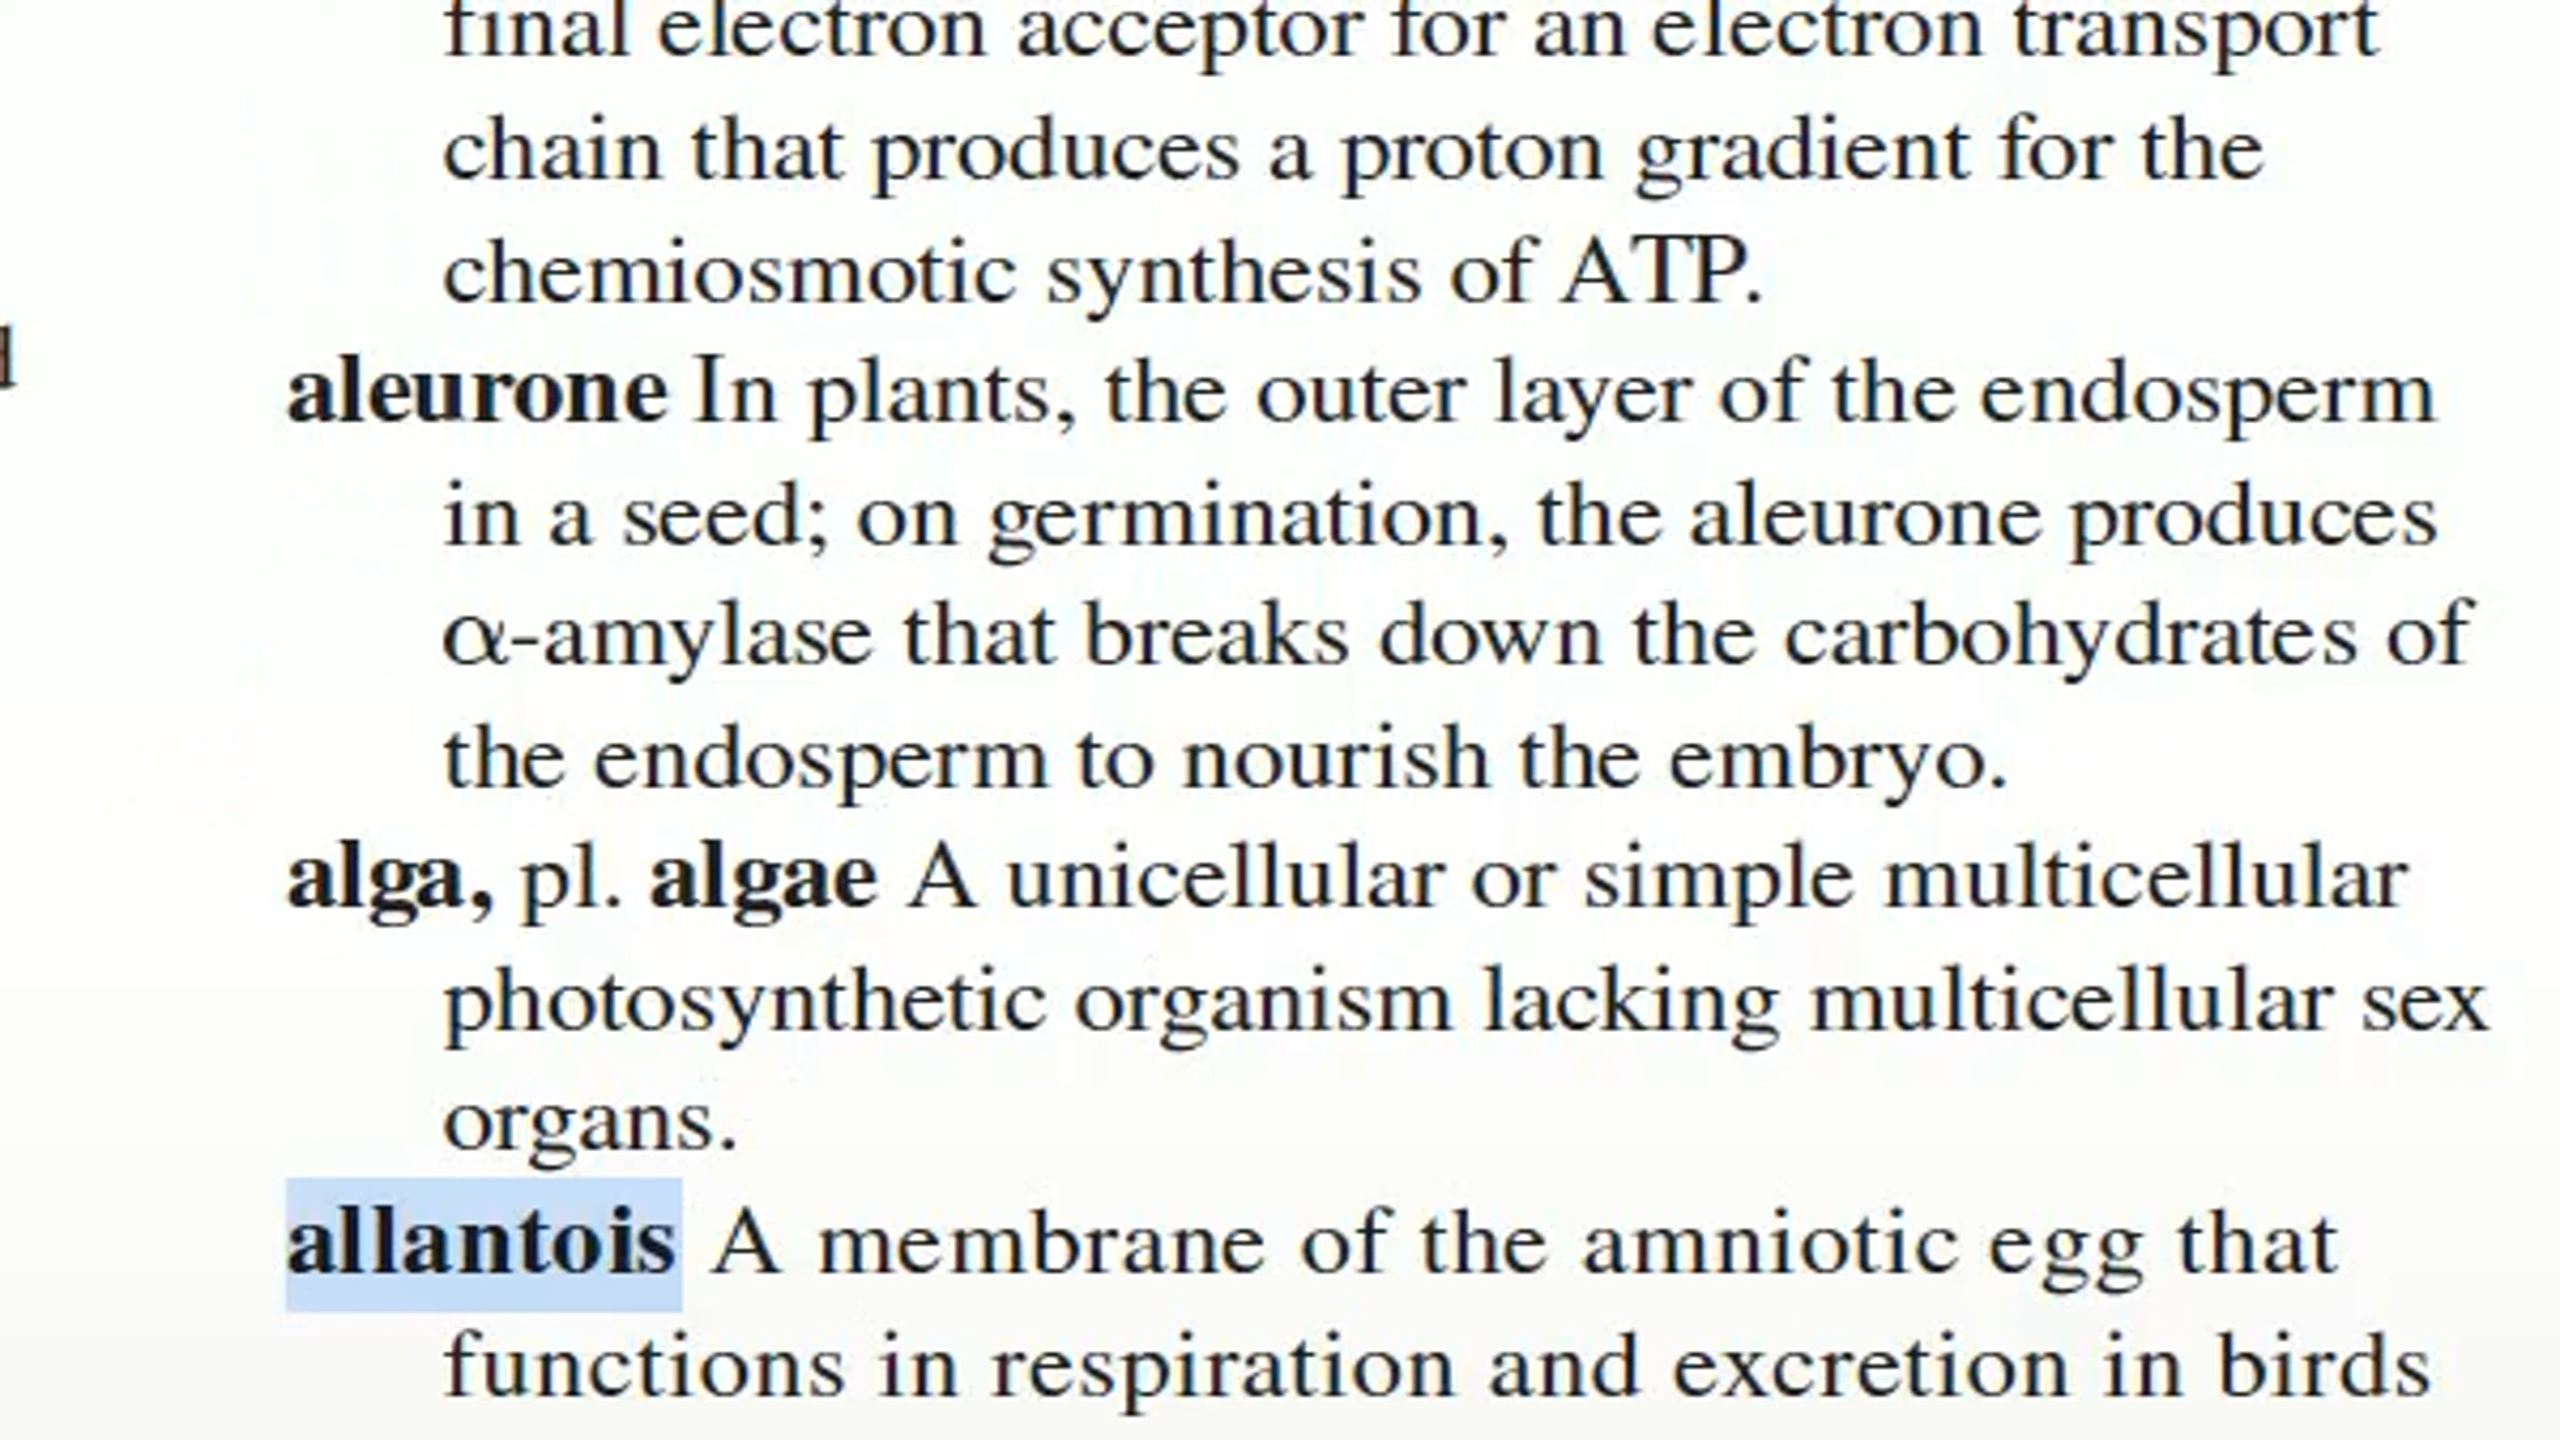 final electron acceptor for an electron transport
chain that produces a proton gradient for the
chemiosmotic synthesis of ATP.
aleurone In plants, the outer layer of the endosperm
in a seed; on germination, the aleurone produces
α-amylase that breaks down the carbohydrates of
the endosperm to nourish the embryo.
alga, pl. algae A unicellular or simple multicellular
photosynthetic organism lacking multicellular sex
organs.
allantois A membrane of the amniotic egg that
functions in respiration and excretion in birds